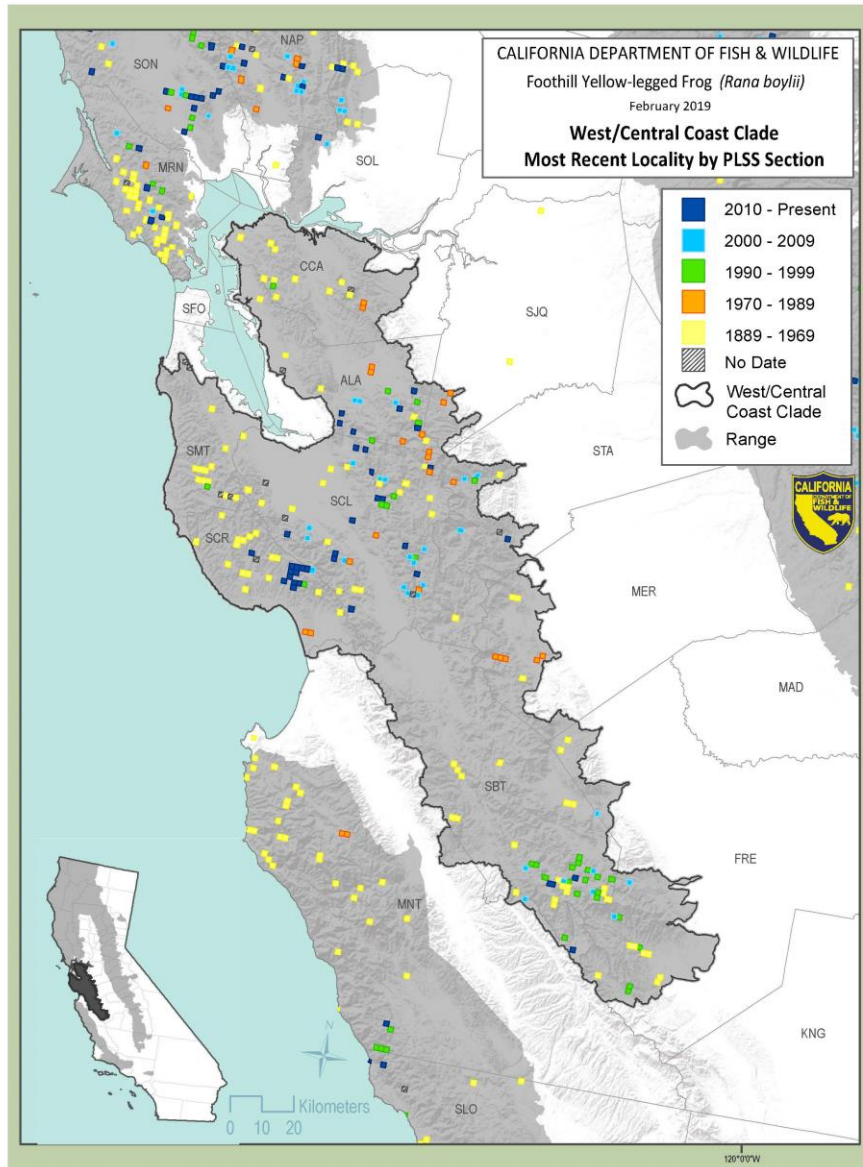 CALIFORNIA DEPARTMENT OF FISH & WILDLIFE
Foothill Yellow-legged Frog (Rana boylii)
February 2019
West/Central Coast Clade
Most Recent Locality by PLSS Section
2010 - Present
2000 - 2009
1990 - 1999
1970 - 1989
1889 - 1969
No Date
West/Central
Coast Clade
Range
CALIFORNIA
DEPARTMENT OF
FISH &
WILDLIFE
NAP
SON
SOL
MRN
CCA
SFO
SJQ
ALA
STA
SMT
SCL
SCR
MER
MAD
SBT
FRE
MNT
KNG
N
Kilometers
0 10 20
SLO
120°0'0"W